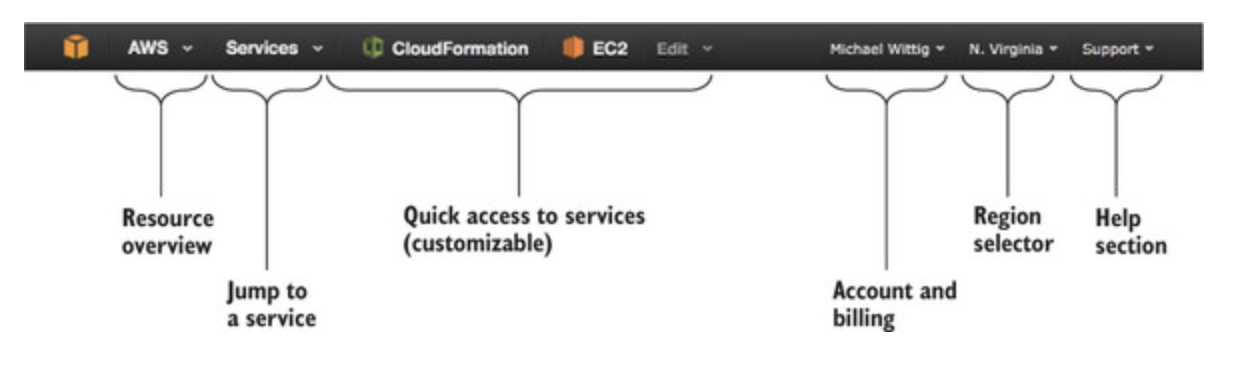 AWS Services CloudFormation EC2 Edit Michael Wittig N. Virginia Support
Resource
overview
Jump to
a service
Quick access to services
(customizable)
Account and
billing
Region
selector
Help
section